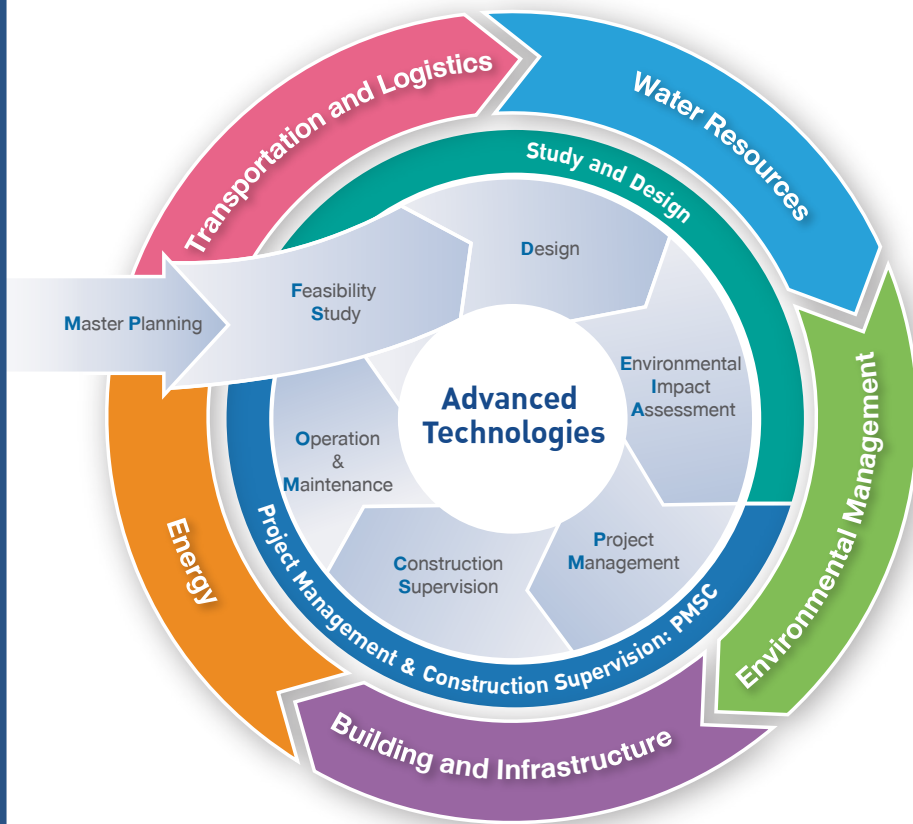 Transportation and Logistics
Water Resources
Study and Design
Design
Feasibility
Study
Master Planning
Environmental
Impact
Assessment
Advanced
Technologies
Operation
&
Maintenance
Environmental Management
Energy
Project
Management
Construction
Supervision
Project Management & Construction Supervision: PMSC
Building and Infrastructure